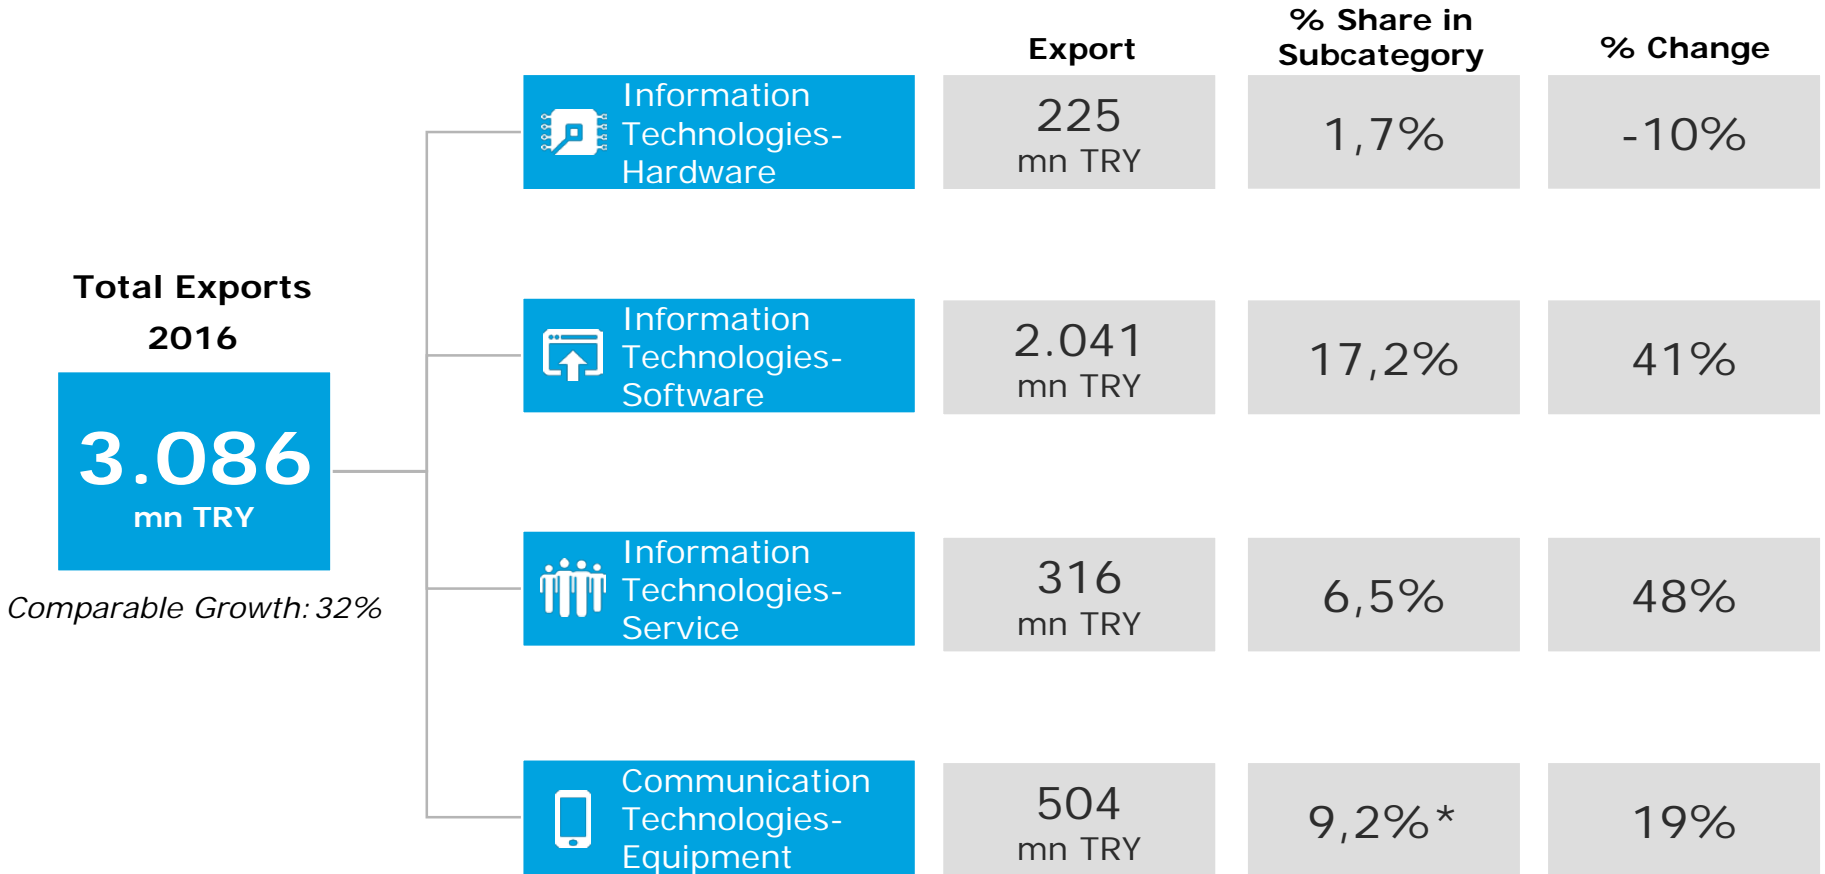 Export
% Share in
Subcategory
% Change
Information
Technologies-
Hardware
225
mn TRY
1,7%
-10%
Total Exports
2016
3.086
mn TRY
Comparable Growth: 32%
Information
Technologies-
Software
2.041
mn TRY
17,2%
41%
Information
Technologies-
Service
316
mn TRY
6,5%
48%
Communication
Technologies-
Equipment
504
mn TRY
9,2%*
19%